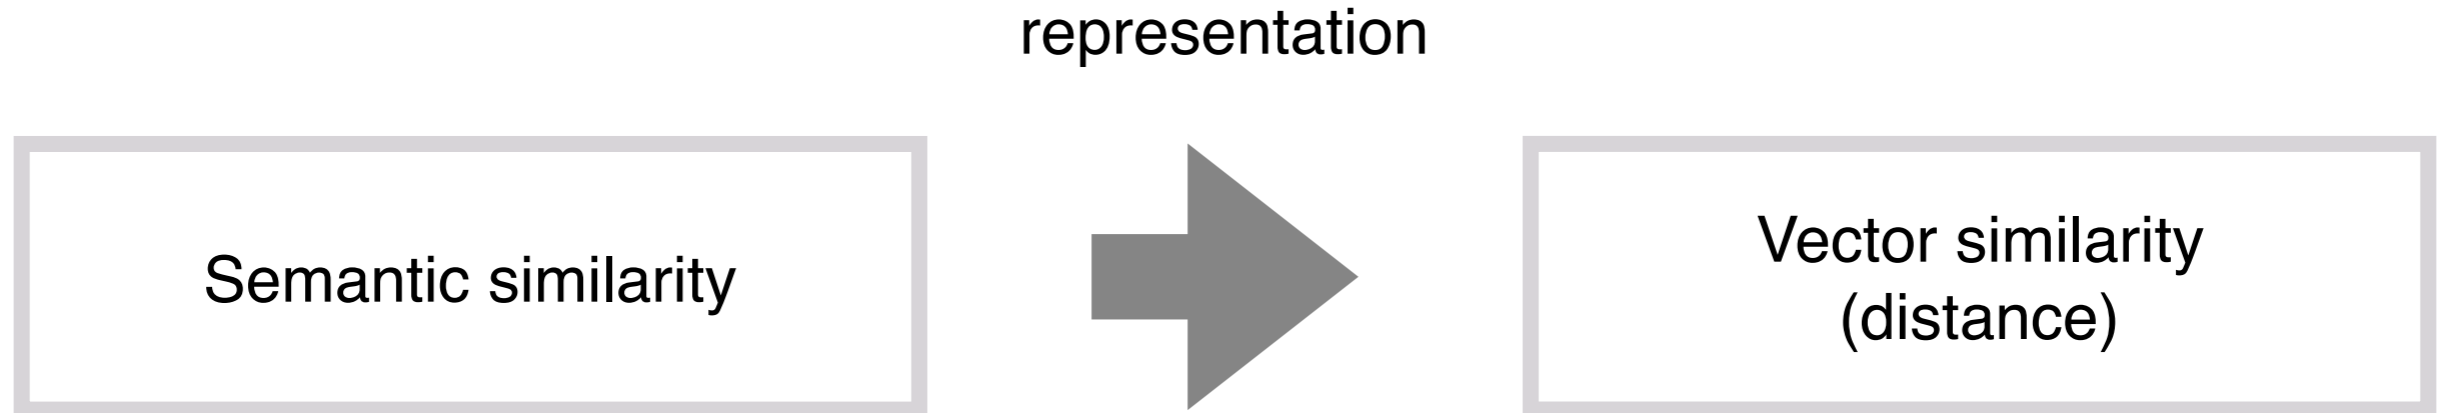 representation
Semantic similarity
Vector similarity
(distance)